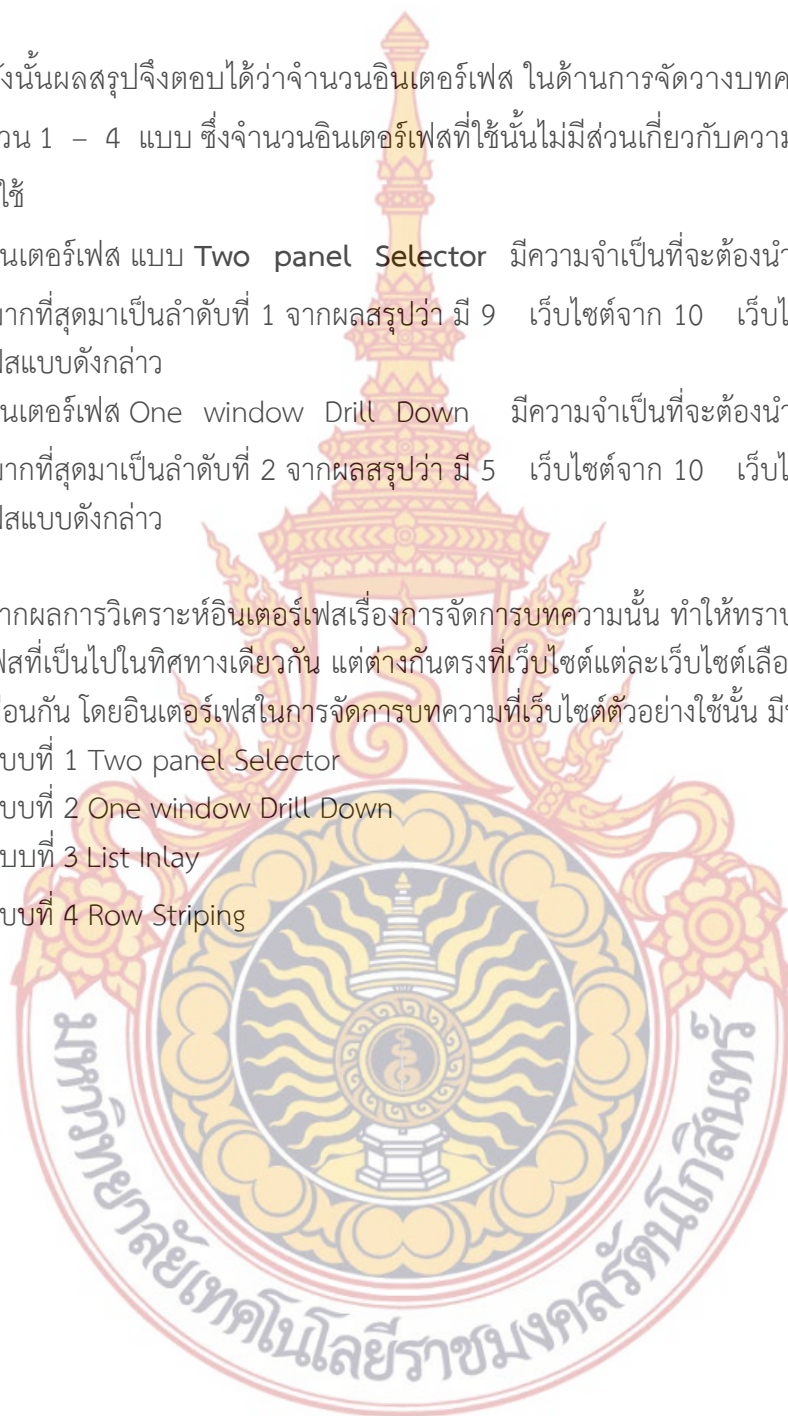 ังนั้นผลสรุปจึงตอบได้ว่าจำนวนอินเตอร์เฟส ในด้านการจัดวางบทค
วน 1 – 4 แบบ ซึ่งจำนวนอินเตอร์เฟสที่ใช้นั้นไม่มีส่วนเกี่ยวกับความ
ใช้
นเตอร์เฟส แบบ Two panel Selector มีความจำเป็นที่จะต้องนำ
มากที่สุดมาเป็นลำดับที่ 1 จากผลสรุปว่า มี 9 เว็บไซต์จาก 10 เว็บไ
ฟสแบบดังกล่าว
นเตอร์เฟส One window Drill Down มีความจำเป็นที่จะต้องนำ
มากที่สุดมาเป็นลำดับที่ 2 จากผลสรุปว่า มี 5 เว็บไซต์จาก 10 เว็บไ
ฟสแบบดังกล่าว
ากผลการวิเคราะห์อินเตอร์เฟสเรื่องการจัดการบทความนั้น ทำให้ทราบ
ฟสที่เป็นไปในทิศทางเดียวกัน แต่ต่างกันตรงที่เว็บไซต์แต่ละเว็บไซต์เลือ
อนกัน โดยอินเตอร์เฟสในการจัดการบทความที่เว็บไซต์ตัวอย่างใช้นั้น มี
บบที่ 1 Two panel Selector
บบที่ 2 One window Drill Down
บบที่ 3 List Inlay
บบที่ 4 Row Striping
มหาวิทยาลัยเทคโนโลยีราชมงคลรัตนโกสินทร์